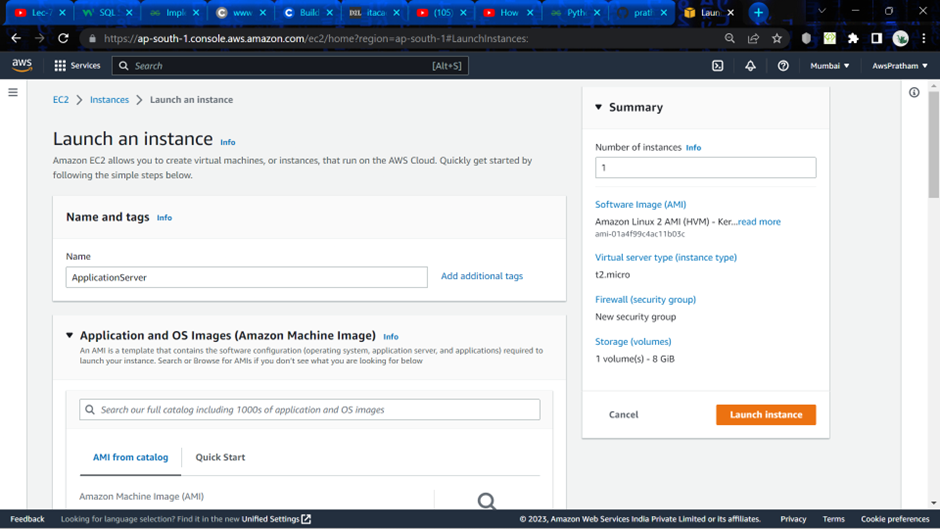 Lec-7
SQL
Imple
www
Build
itacad
(105)
How
Pyth
prath
Laun
https://ap-south-1.console.aws.amazon.com/ec2/home?region=ap-south-1#LaunchInstances:
aws
Services
Search
[Alt+S]
Mumbai
AwsPratham
EC2
Instances
Launch an instance
Launch an instance Info
Amazon EC2 allows you to create virtual machines, or instances, that run on the AWS Cloud. Quickly get started by
following the simple steps below.
Name and tags Info
Name
ApplicationServer
Add additional tags
Application and OS Images (Amazon Machine Image) Info
An AMI is a template that contains the software configuration (operating system, application server, and applications) required to
launch your instance. Search or Browse for AMIs if you don't see what you are looking for below
Search our full catalog including 1000s of application and OS images
AMI from catalog
Quick Start
Amazon Machine Image (AMI)
Summary
Number of instances Info
1
Software Image (AMI)
Amazon Linux 2 AMI (HVM) - Ker...read more
ami-01a4f99c4ac11b03c
Virtual server type (instance type)
t2.micro
Firewall (security group)
New security group
Storage (volumes)
1 volume(s) - 8 GiB
Cancel
Launch instance
Feedback
Looking for language selection? Find it in the new Unified Settings
© 2023, Amazon Web Services India Private Limited or its affiliates.
Privacy
Terms
Cookie preferences